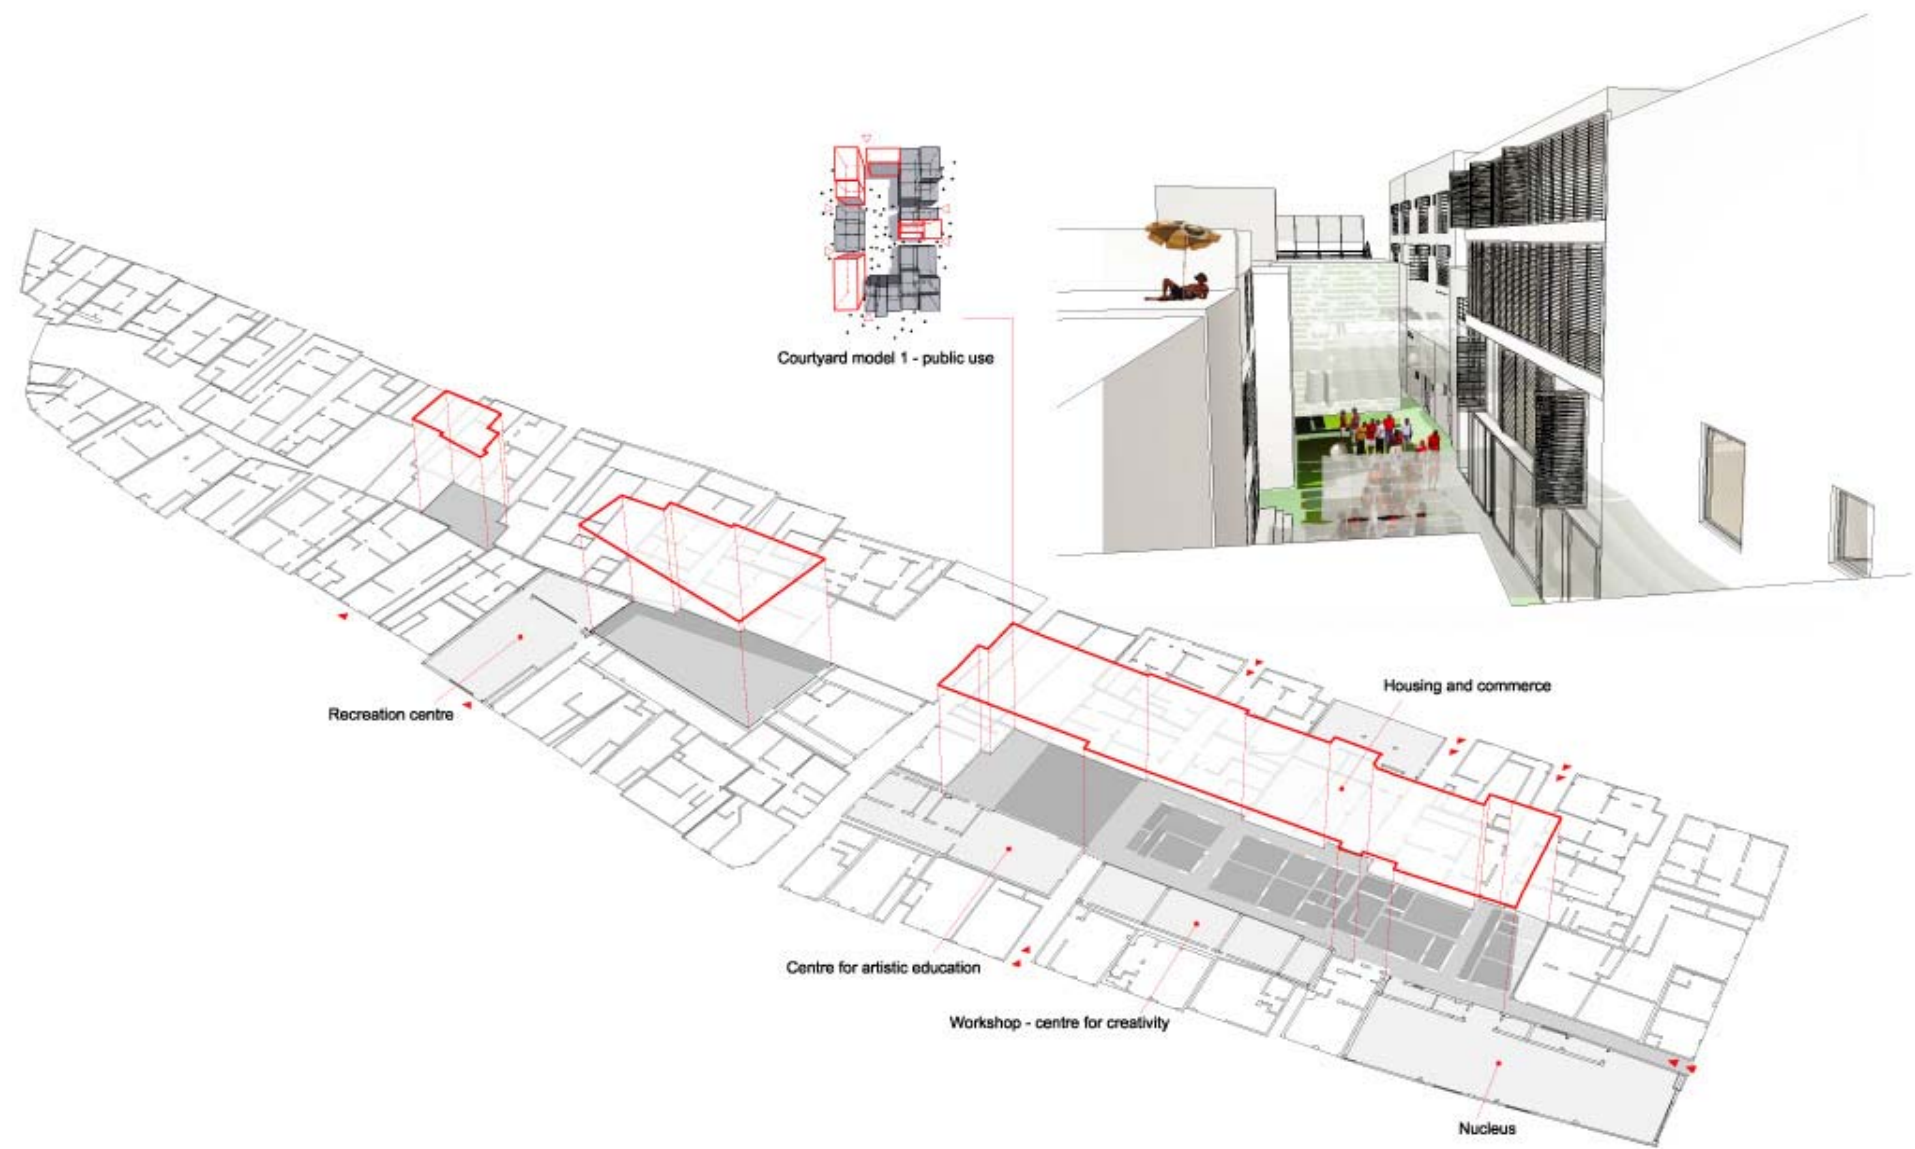 Courtyard model 1 - public use
Housing and commerce
Recreation centre
Centre for artistic education
Workshop - centre for creativity
Nucleus